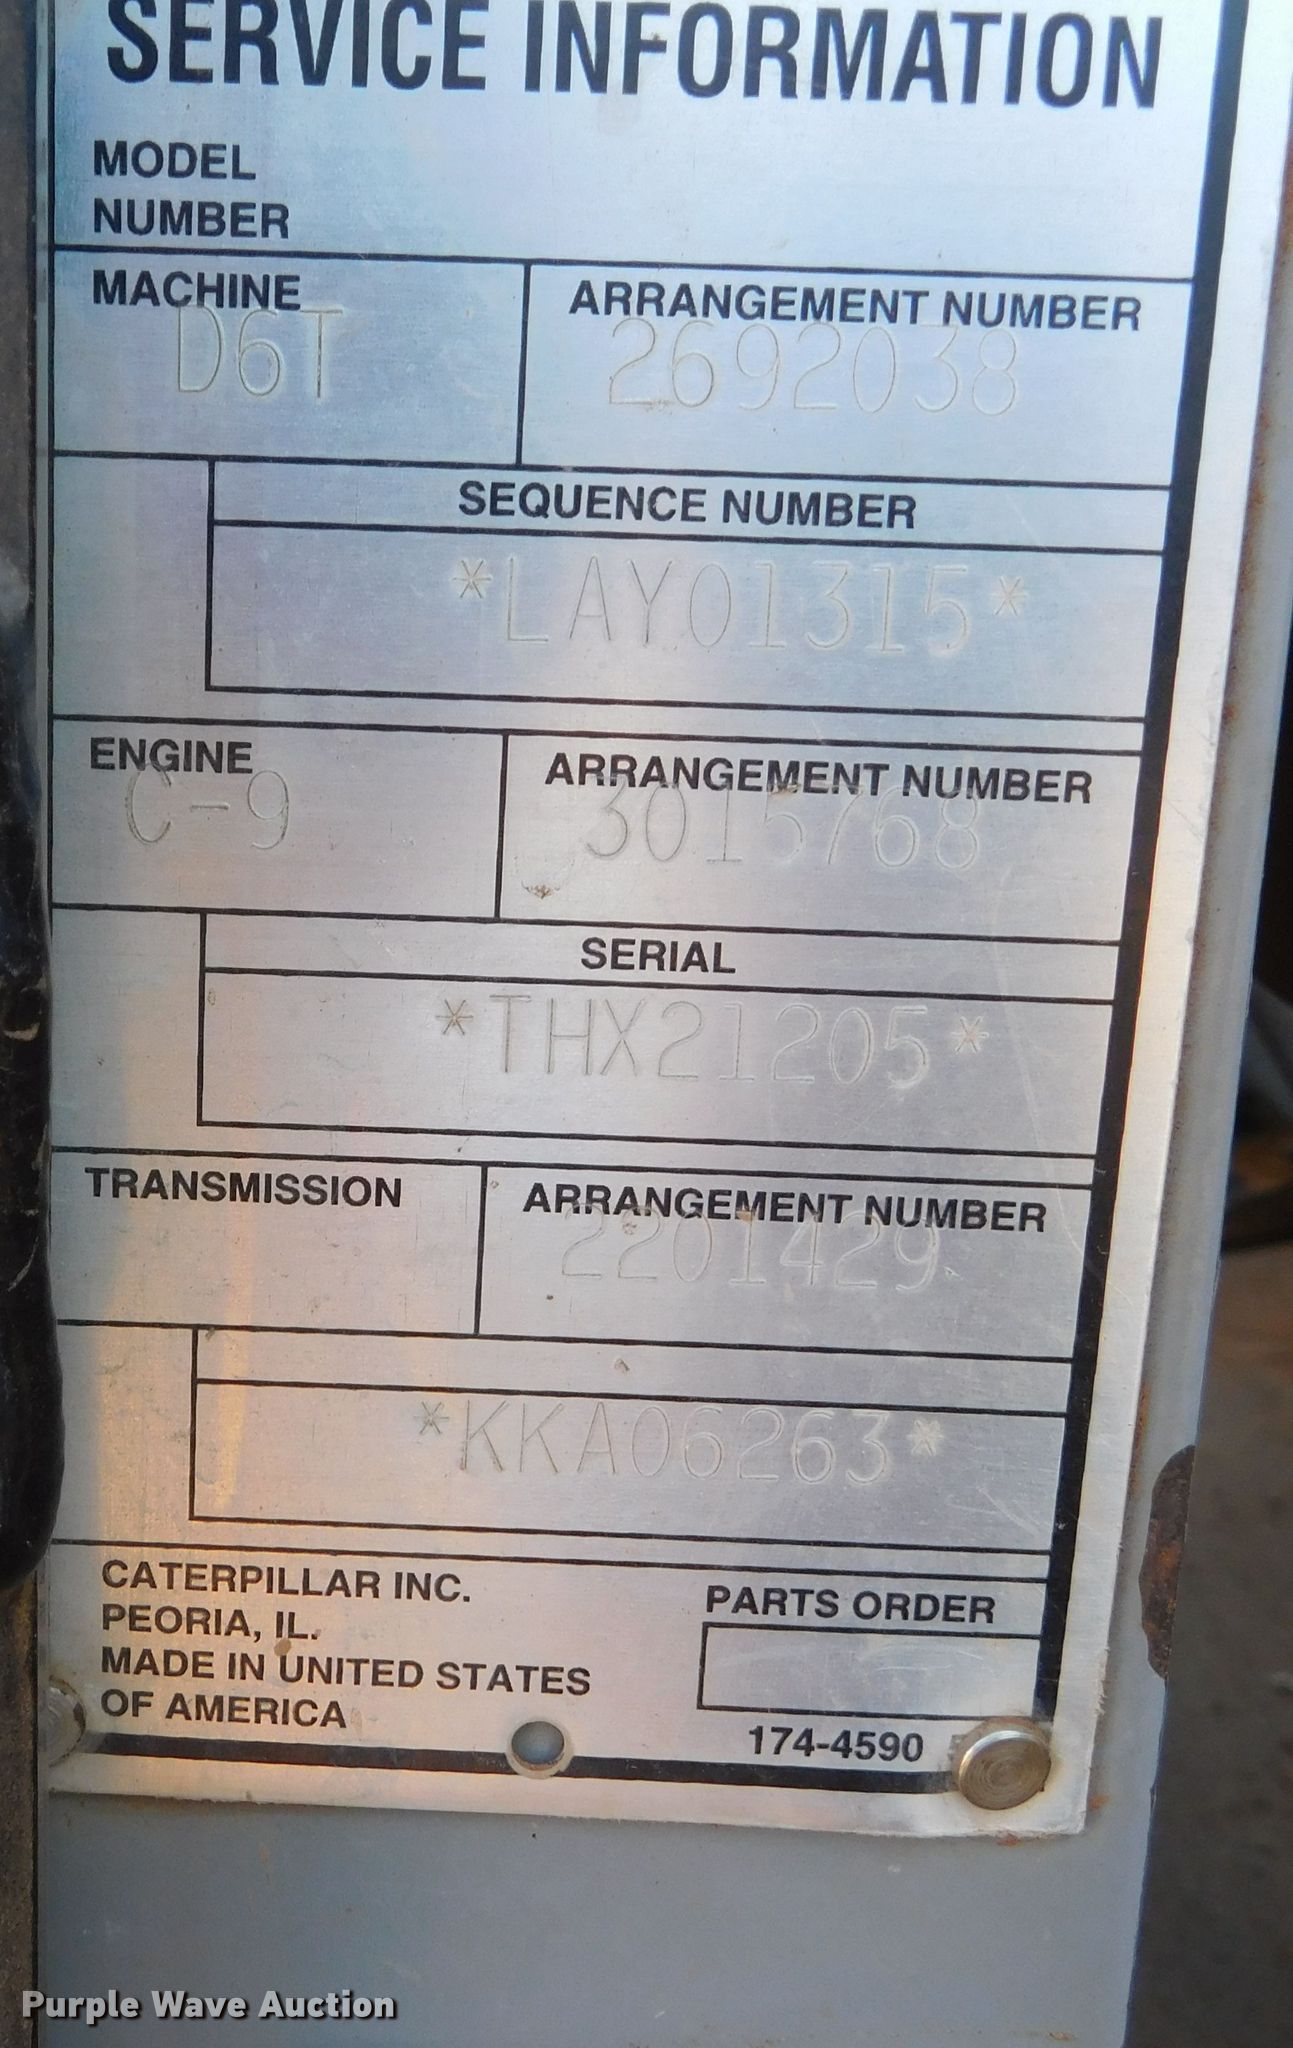 SERVICE INFORMATION
MODEL
NUMBER
MACHINE
D6T
ARRANGEMENT NUMBER
2692038
SEQUENCE NUMBER
*LAY01315*
ENGINE
C-9
ARRANGEMENT NUMBER
3015768
SERIAL
*THX21205*
TRANSMISSION
ARRANGEMENT NUMBER
2201429
*KKA06263*
CATERPILLAR INC.
PEORIA, IL.
MADE IN UNITED STATES
OF AMERICA
PARTS ORDER
174-4590
Purple Wave Auction